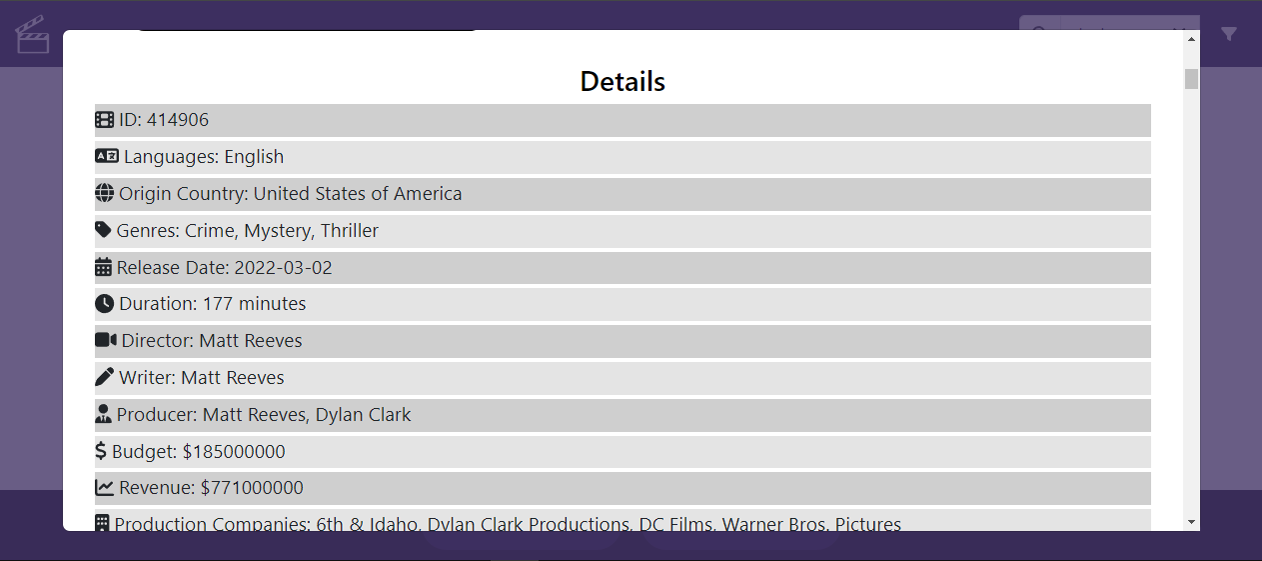 Details
ID: 414906
Languages: English
Origin Country: United States of America
Genres: Crime, Mystery, Thriller
Release Date: 2022-03-02
Duration: 177 minutes
Director: Matt Reeves
Writer: Matt Reeves
Producer: Matt Reeves, Dylan Clark
Budget: $185000000
Revenue: $771000000
Production Companies: 6th & Idaho, Dylan Clark Productions, DC Films, Warner Bros. Pictures